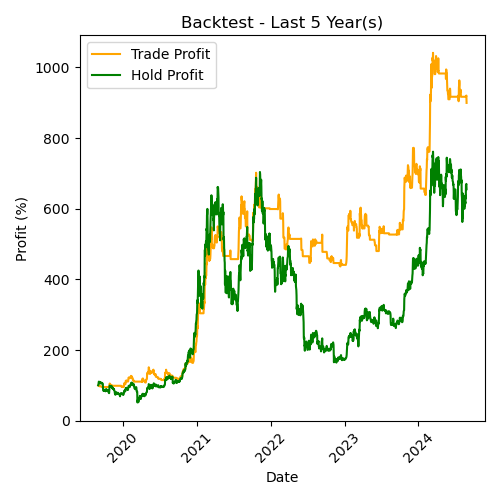 Backtest - Last 5 Year(s)
Trade Profit
Hold Profit
Profit (%)
1000
800
600
400
200
0
2020
2021
2022
2023
2024
Date